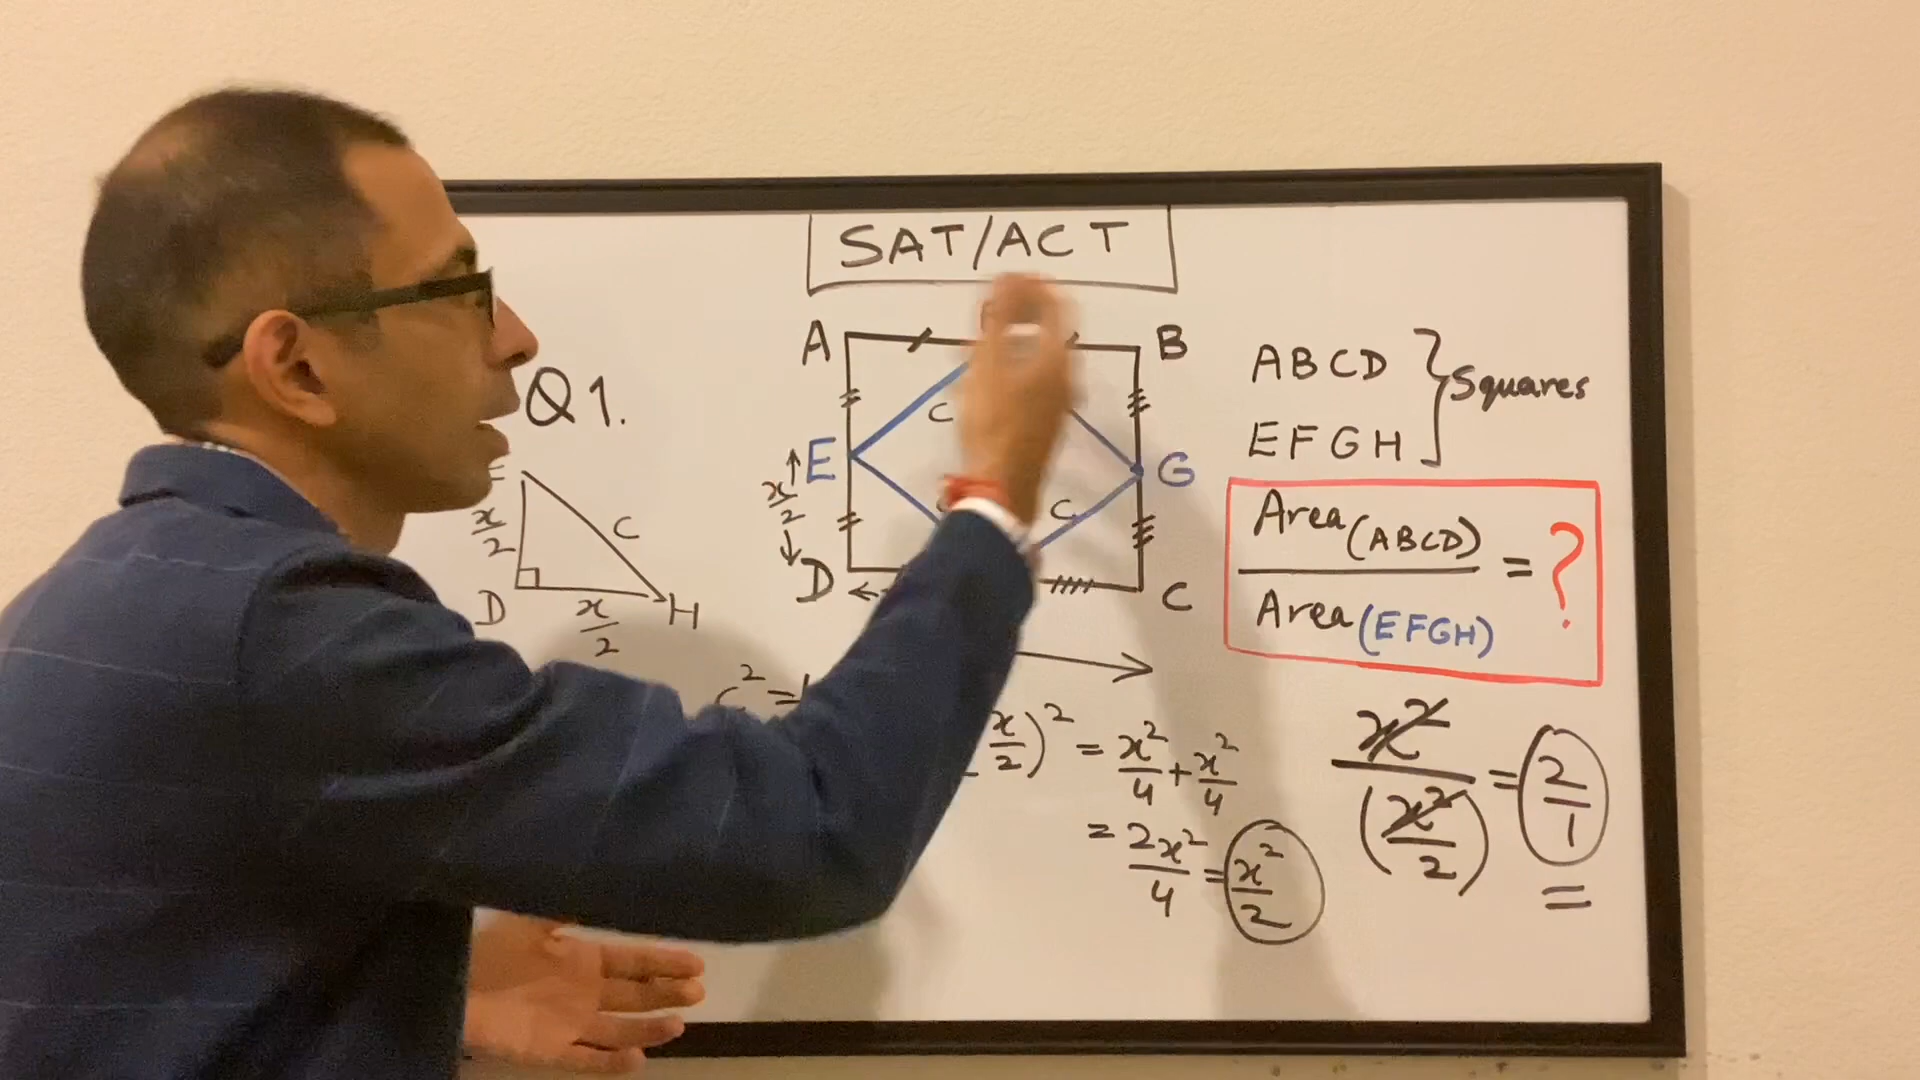 SAT/ACT
Q1.
A
B
E
G
D
C
c
c
x/2
x/2
c
D
x/2
H
ABCD } Squares
EFGH
Area(ABCD) / Area(EFGH) = ?
c² =
x/2)² = x²/4 + x²/4
= 2x²/4 = x²/2
x²/(x²/2) = 2/1
=